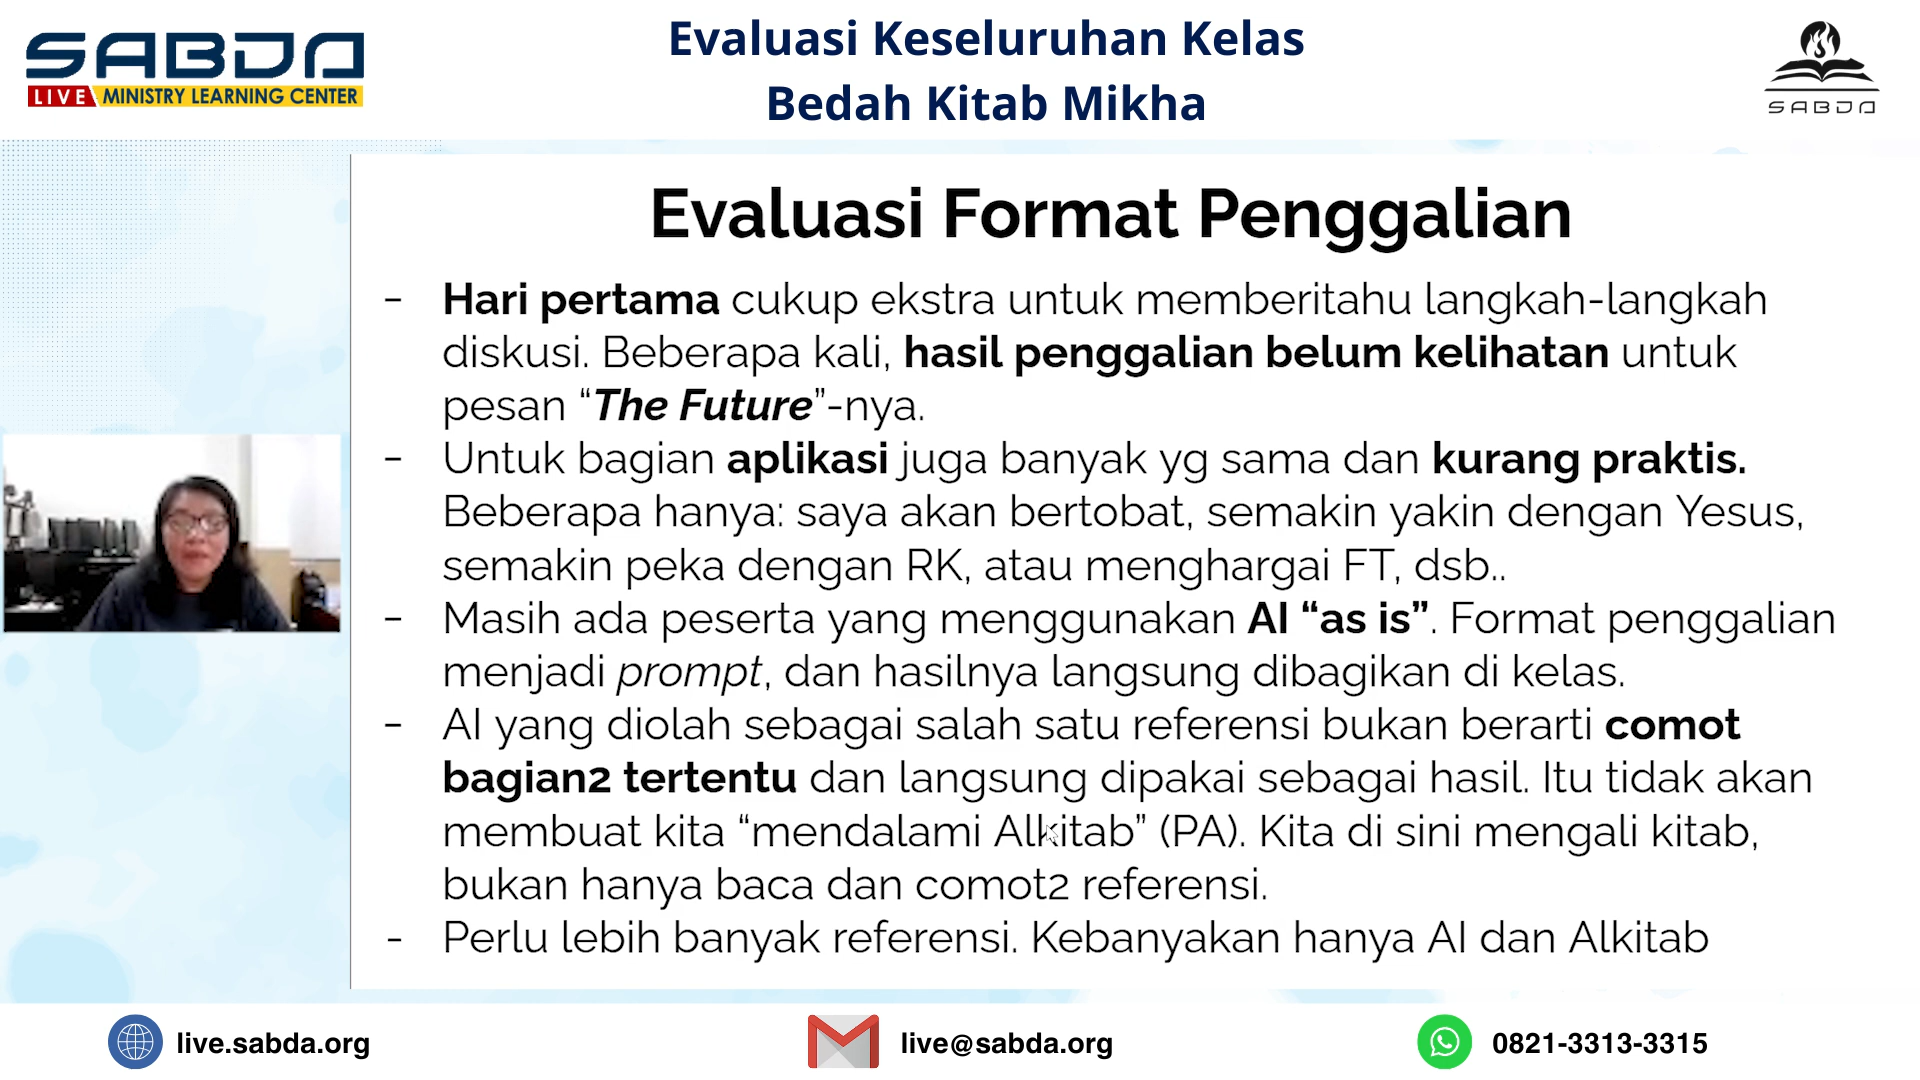 SABDA
LIVE MINISTRY LEARNING CENTER
Evaluasi Keseluruhan Kelas
Bedah Kitab Mikha
SABDA
Evaluasi Format Penggalian
- Hari pertama cukup ekstra untuk memberitahu langkah-langkah
diskusi. Beberapa kali, hasil penggalian belum kelihatan untuk
pesan “The Future”-nya.
- Untuk bagian aplikasi juga banyak yg sama dan kurang praktis.
Beberapa hanya: saya akan bertobat, semakin yakin dengan Yesus,
semakin peka dengan RK, atau menghargai FT, dsb..
- Masih ada peserta yang menggunakan AI “as is”. Format penggalian
menjadi prompt, dan hasilnya langsung dibagikan di kelas.
- AI yang diolah sebagai salah satu referensi bukan berarti comot
bagian2 tertentu dan langsung dipakai sebagai hasil. Itu tidak akan
membuat kita “mendalami Alkitab” (PA). Kita di sini mengali kitab,
bukan hanya baca dan comot2 referensi.
- Perlu lebih banyak referensi. Kebanyakan hanya AI dan Alkitab
live.sabda.org
live@sabda.org
0821-3313-3315